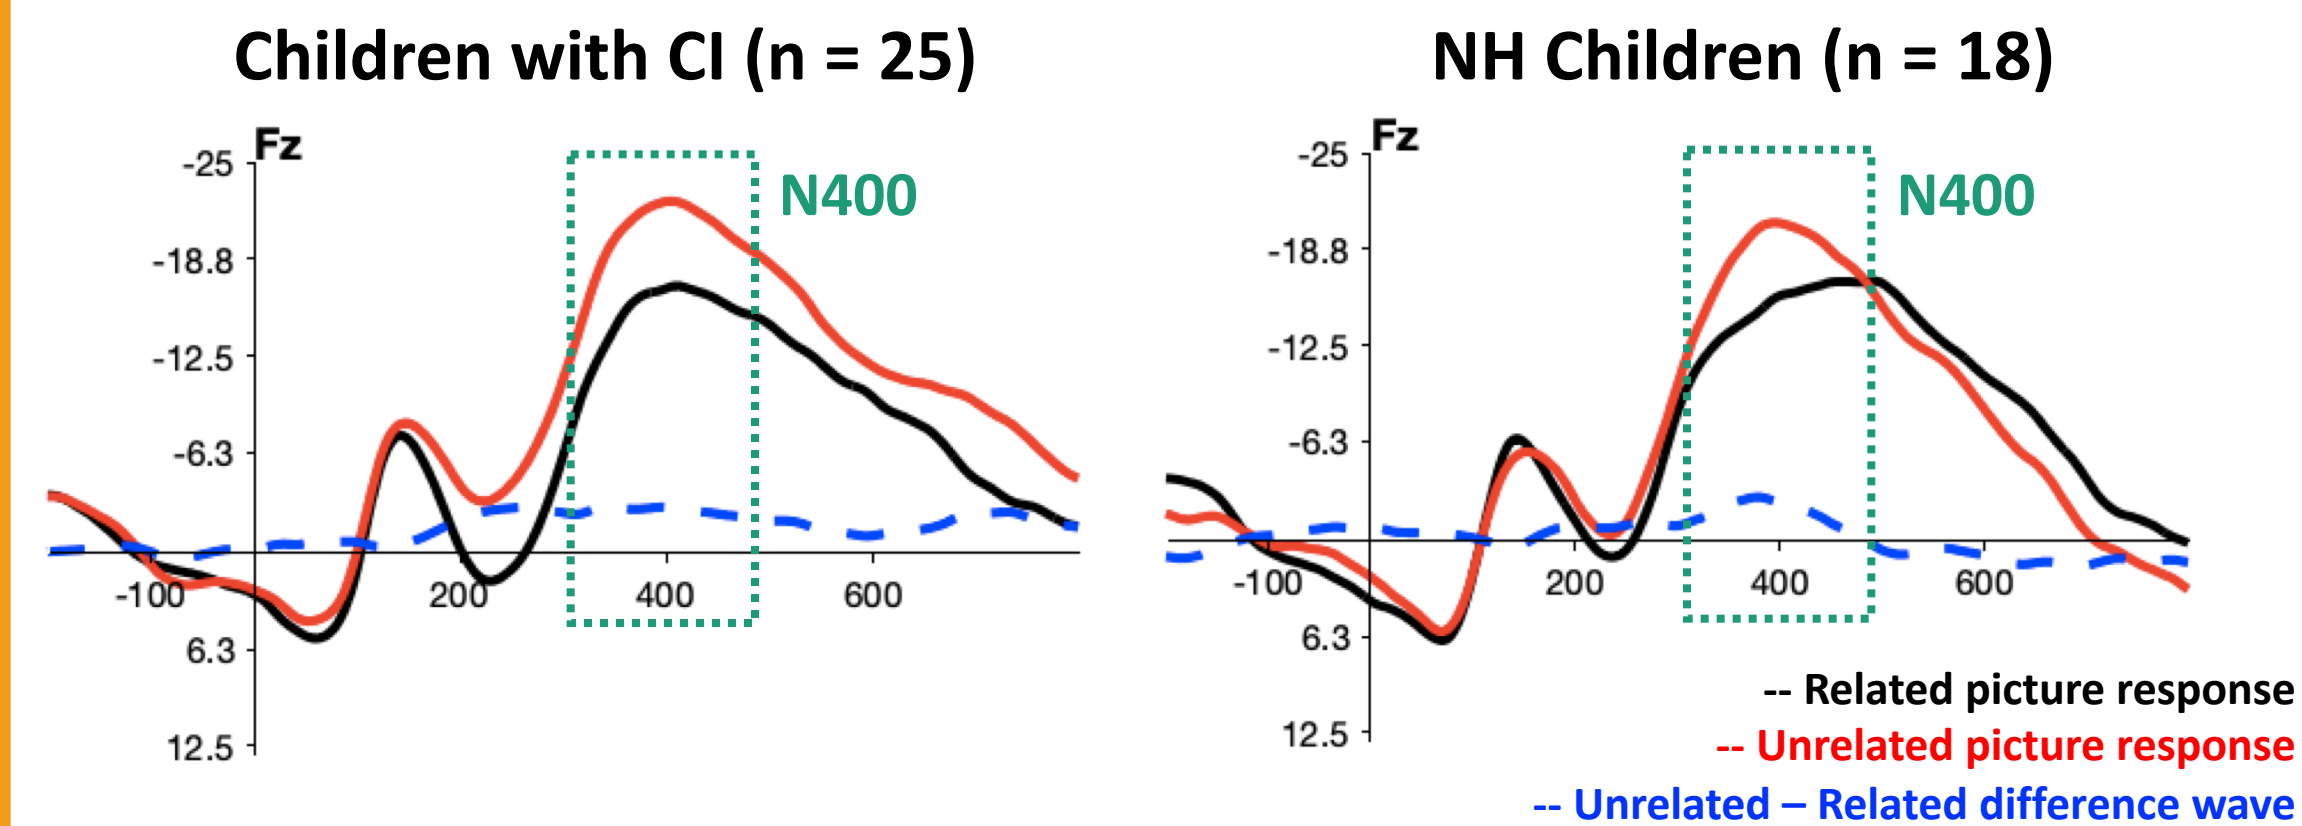 Children with CI (n = 25)
Fz
-25
-18.8
-12.5
-6.3
6.3
12.5
-100
200
400
600
N400
NH Children (n = 18)
Fz
-25
-18.8
-12.5
-6.3
6.3
12.5
-100
200
400
600
N400
-- Related picture response
-- Unrelated picture response
-- Unrelated – Related difference wave